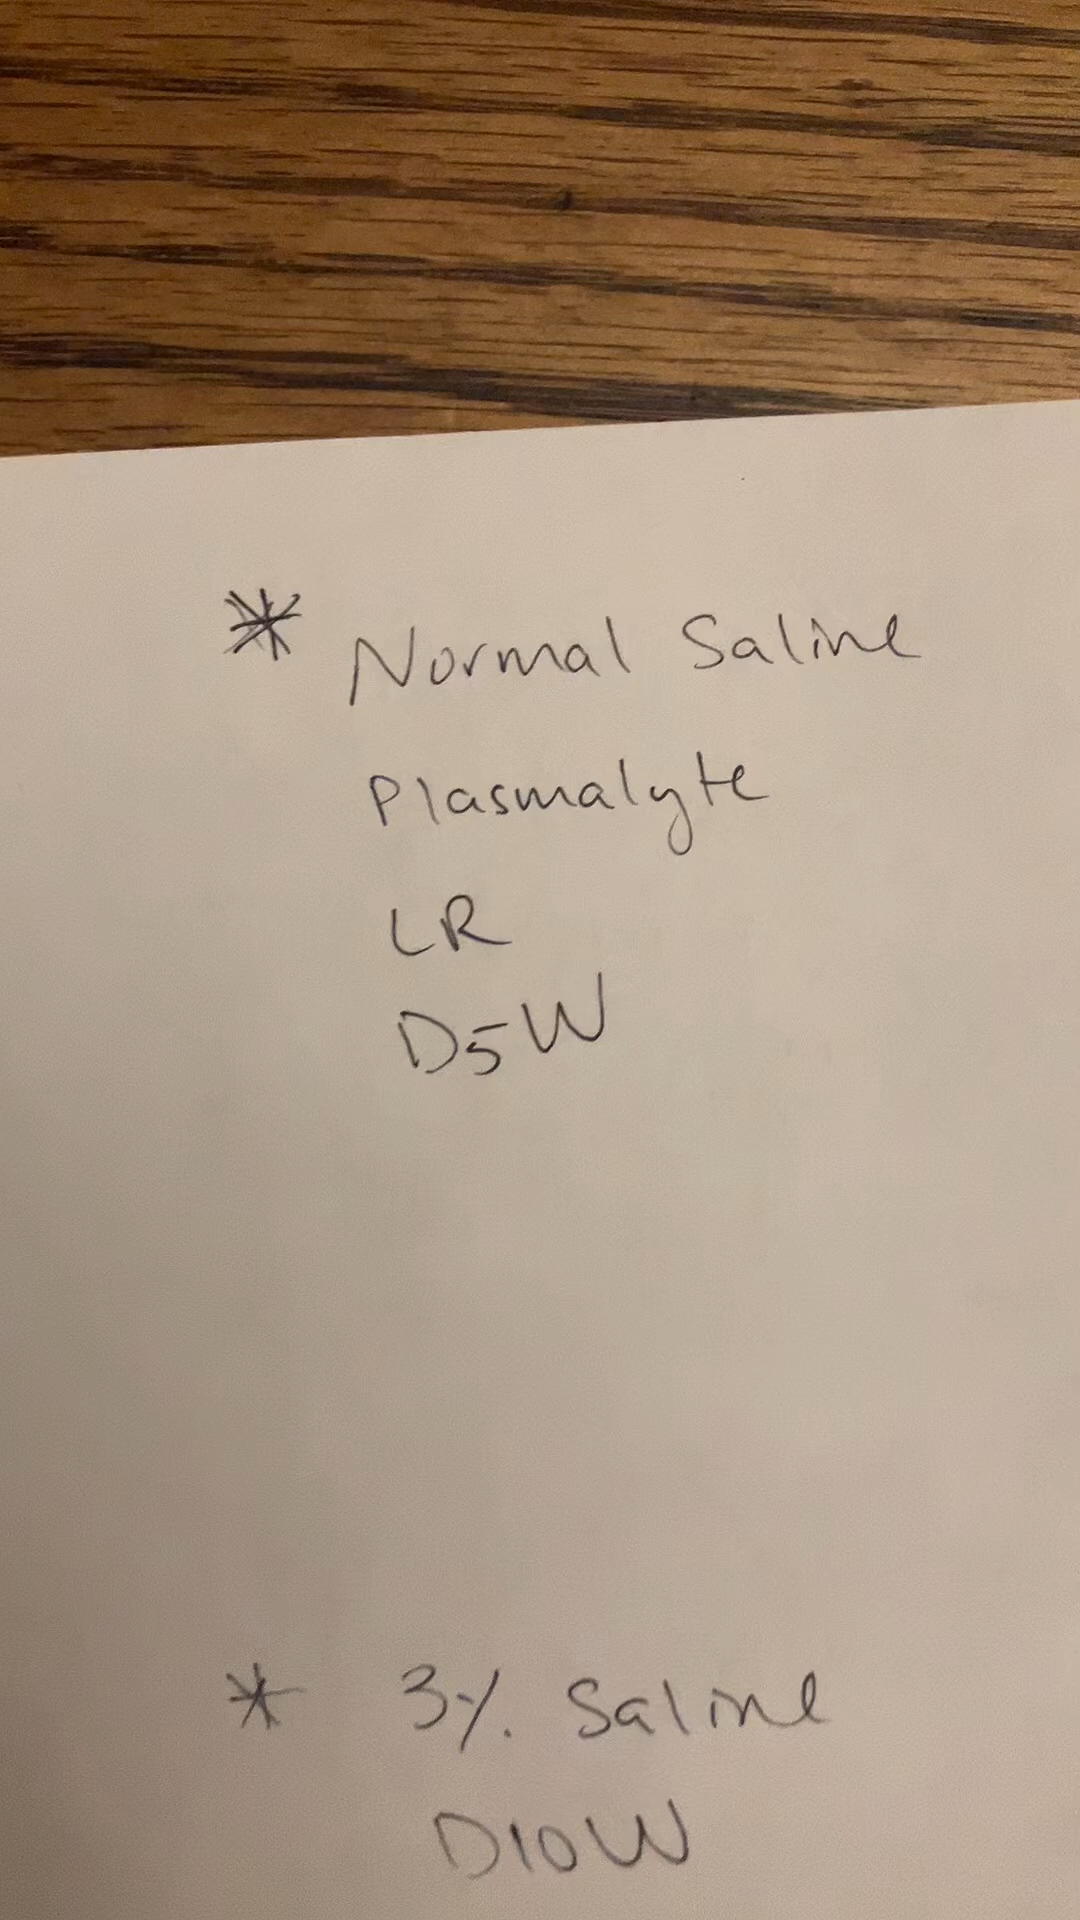 * Normal Saline
Plasmalyte
LR
D5W
* 3% Saline
D10W